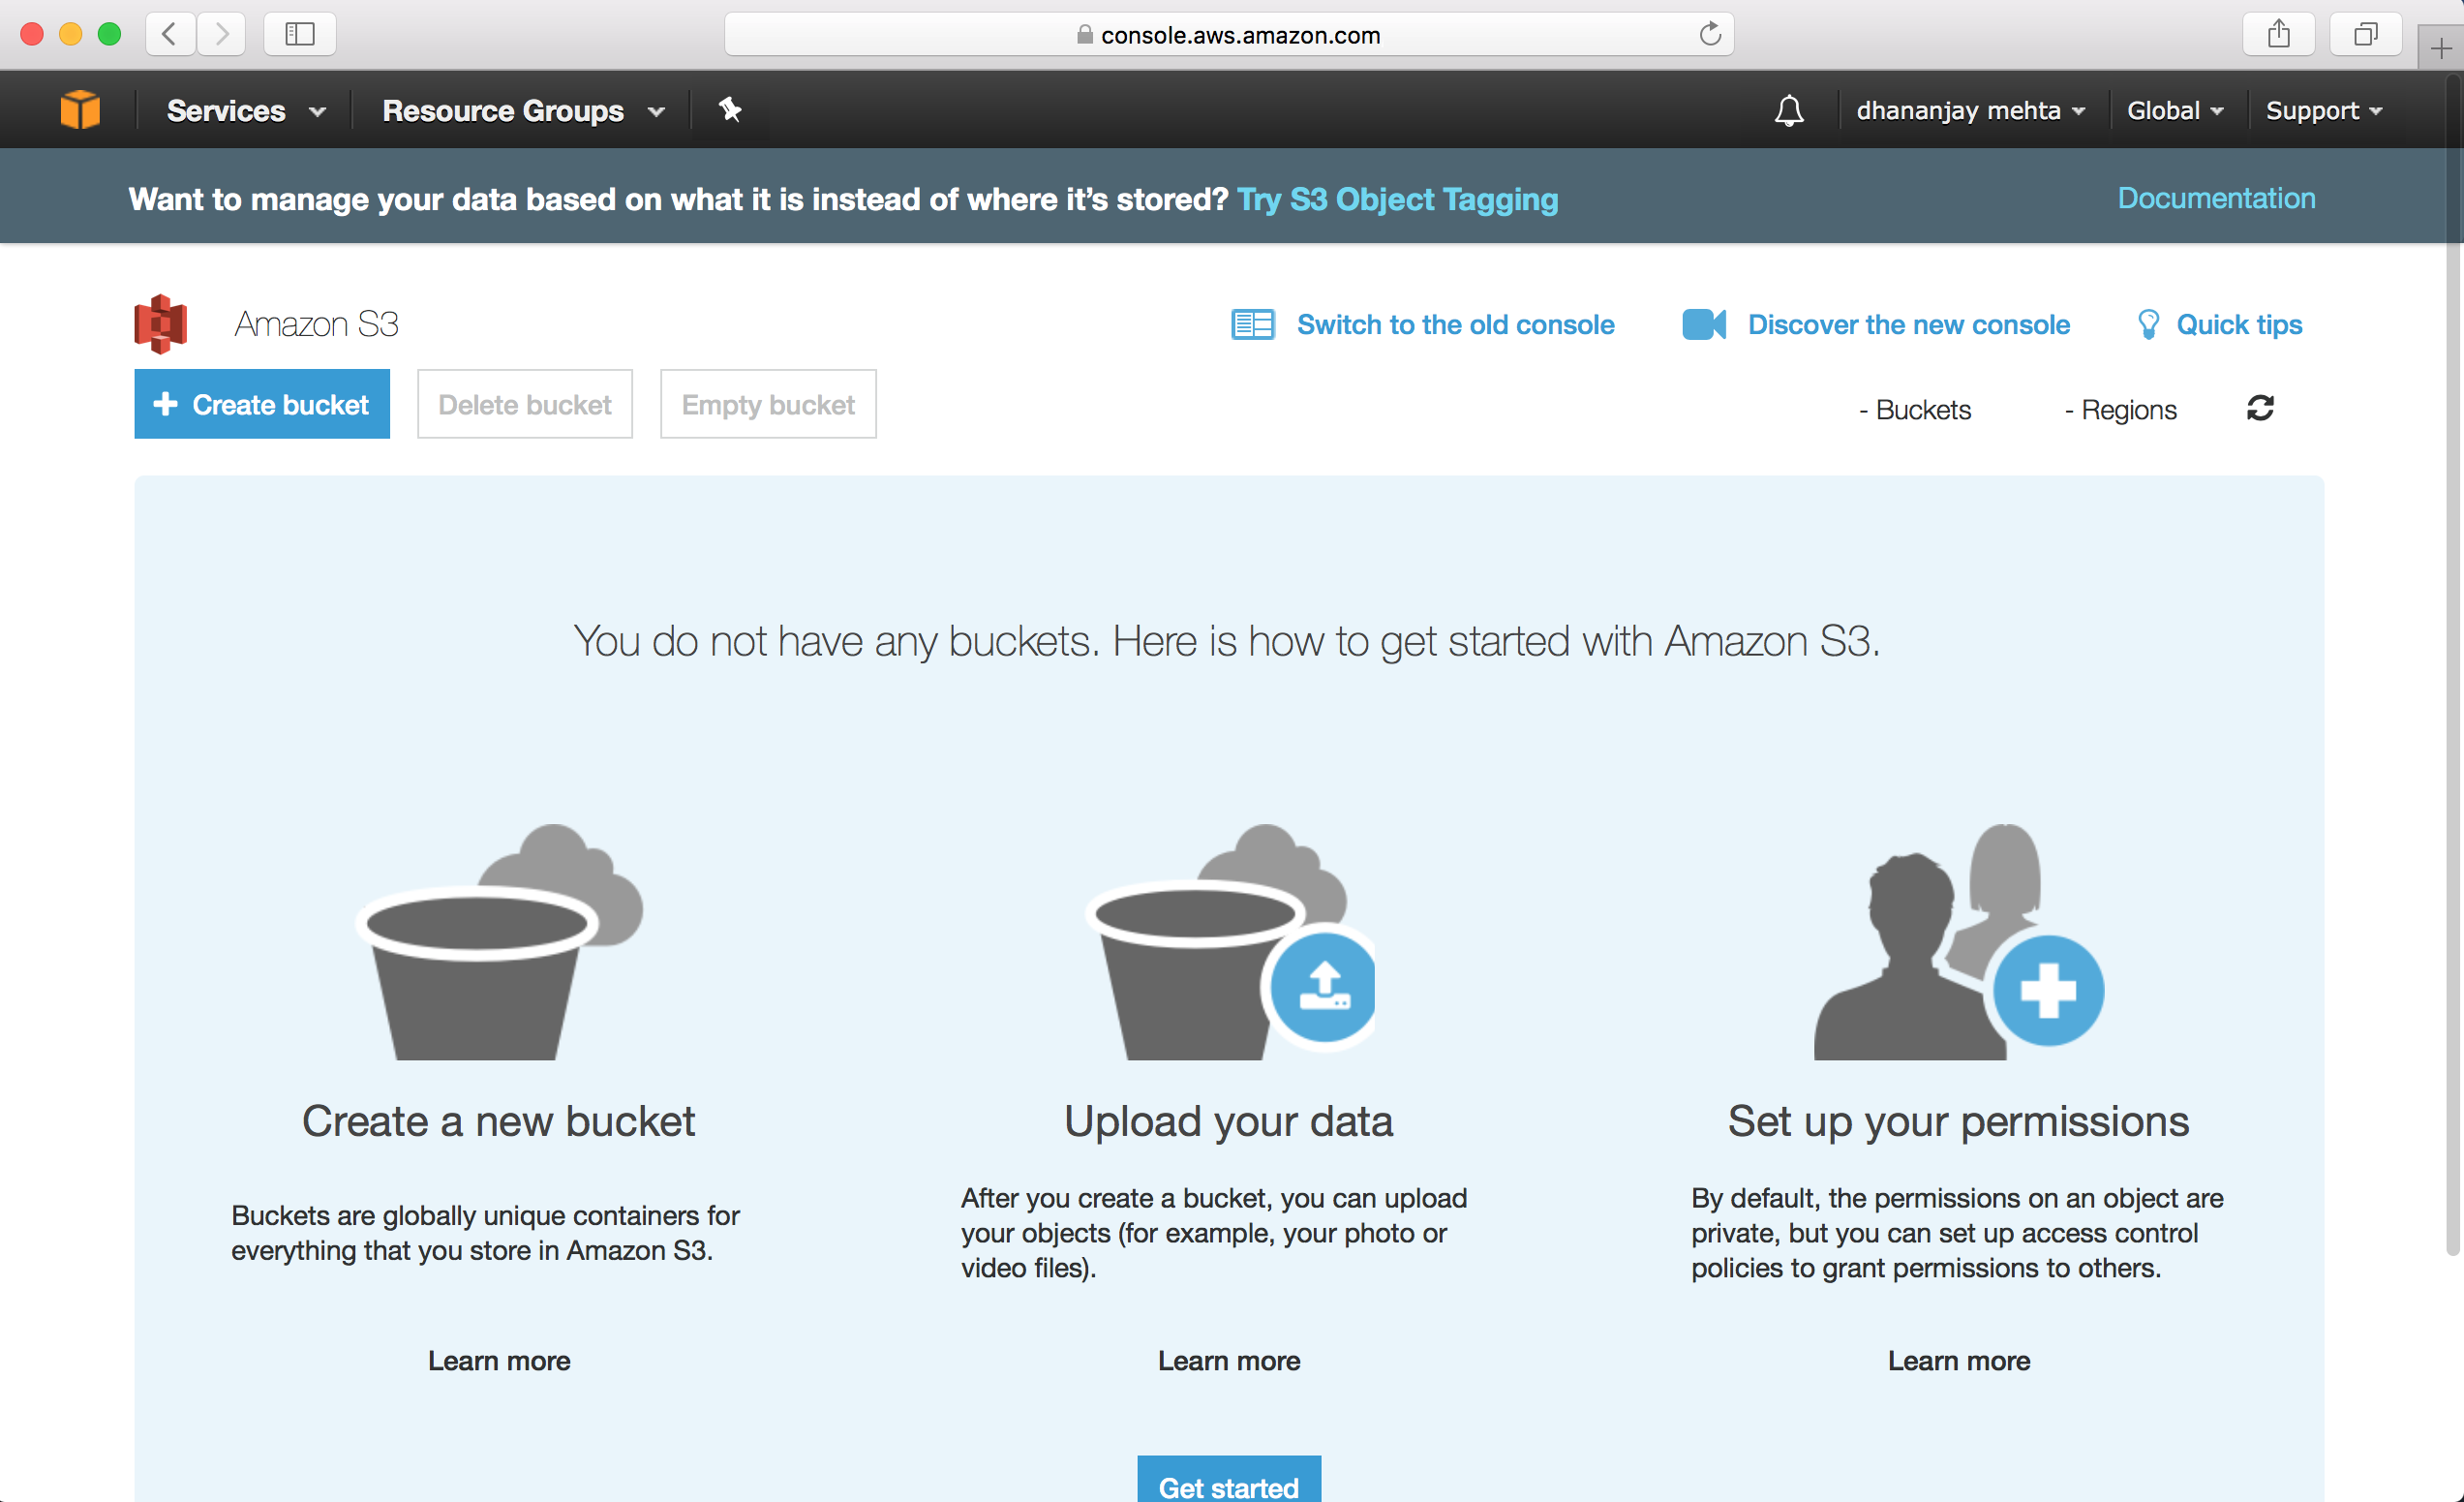 console.aws.amazon.com
Services
Resource Groups
dhananjay mehta
Global
Support
Want to manage your data based on what it is instead of where it's stored? Try S3 Object Tagging
Documentation
Amazon S3
Switch to the old console
Discover the new console
Quick tips
Create bucket
Delete bucket
Empty bucket
- Buckets
- Regions
You do not have any buckets. Here is how to get started with Amazon S3.
Create a new bucket
Buckets are globally unique containers for
everything that you store in Amazon S3.
Learn more
Upload your data
After you create a bucket, you can upload
your objects (for example, your photo or
video files).
Learn more
Set up your permissions
By default, the permissions on an object are
private, but you can set up access control
policies to grant permissions to others.
Learn more
Get started